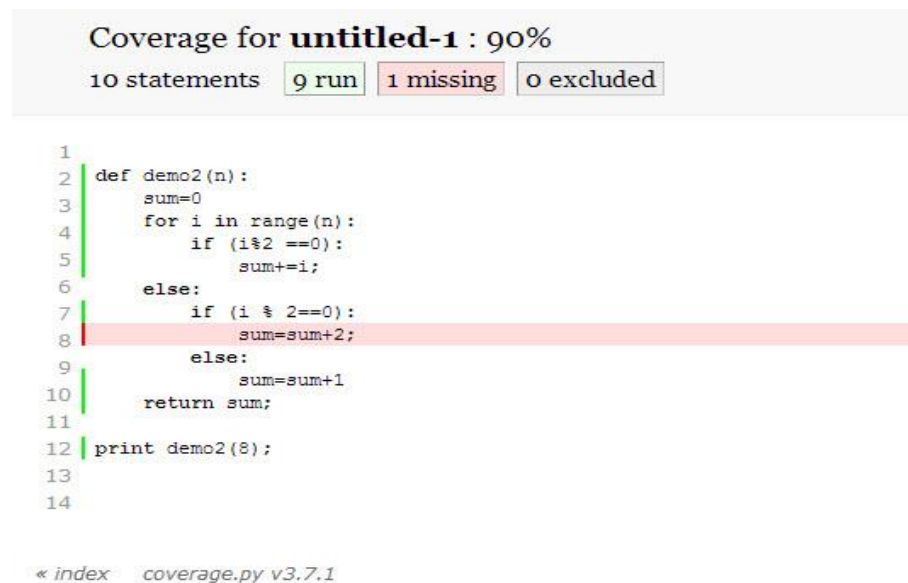 Coverage for untitled-1 : 90%
10 statements 9 run 1 missing 0 excluded
1
2 def demo2(n):
3 sum=0
4 for i in range(n):
5 if (i%2 ==0):
sum+=i;
6 else:
7 if (i % 2==0):
8 sum=sum+2;
9 else:
sum=sum+1
10 return sum;
11
12 print demo2(8);
13
14
« index coverage.py v3.7.1